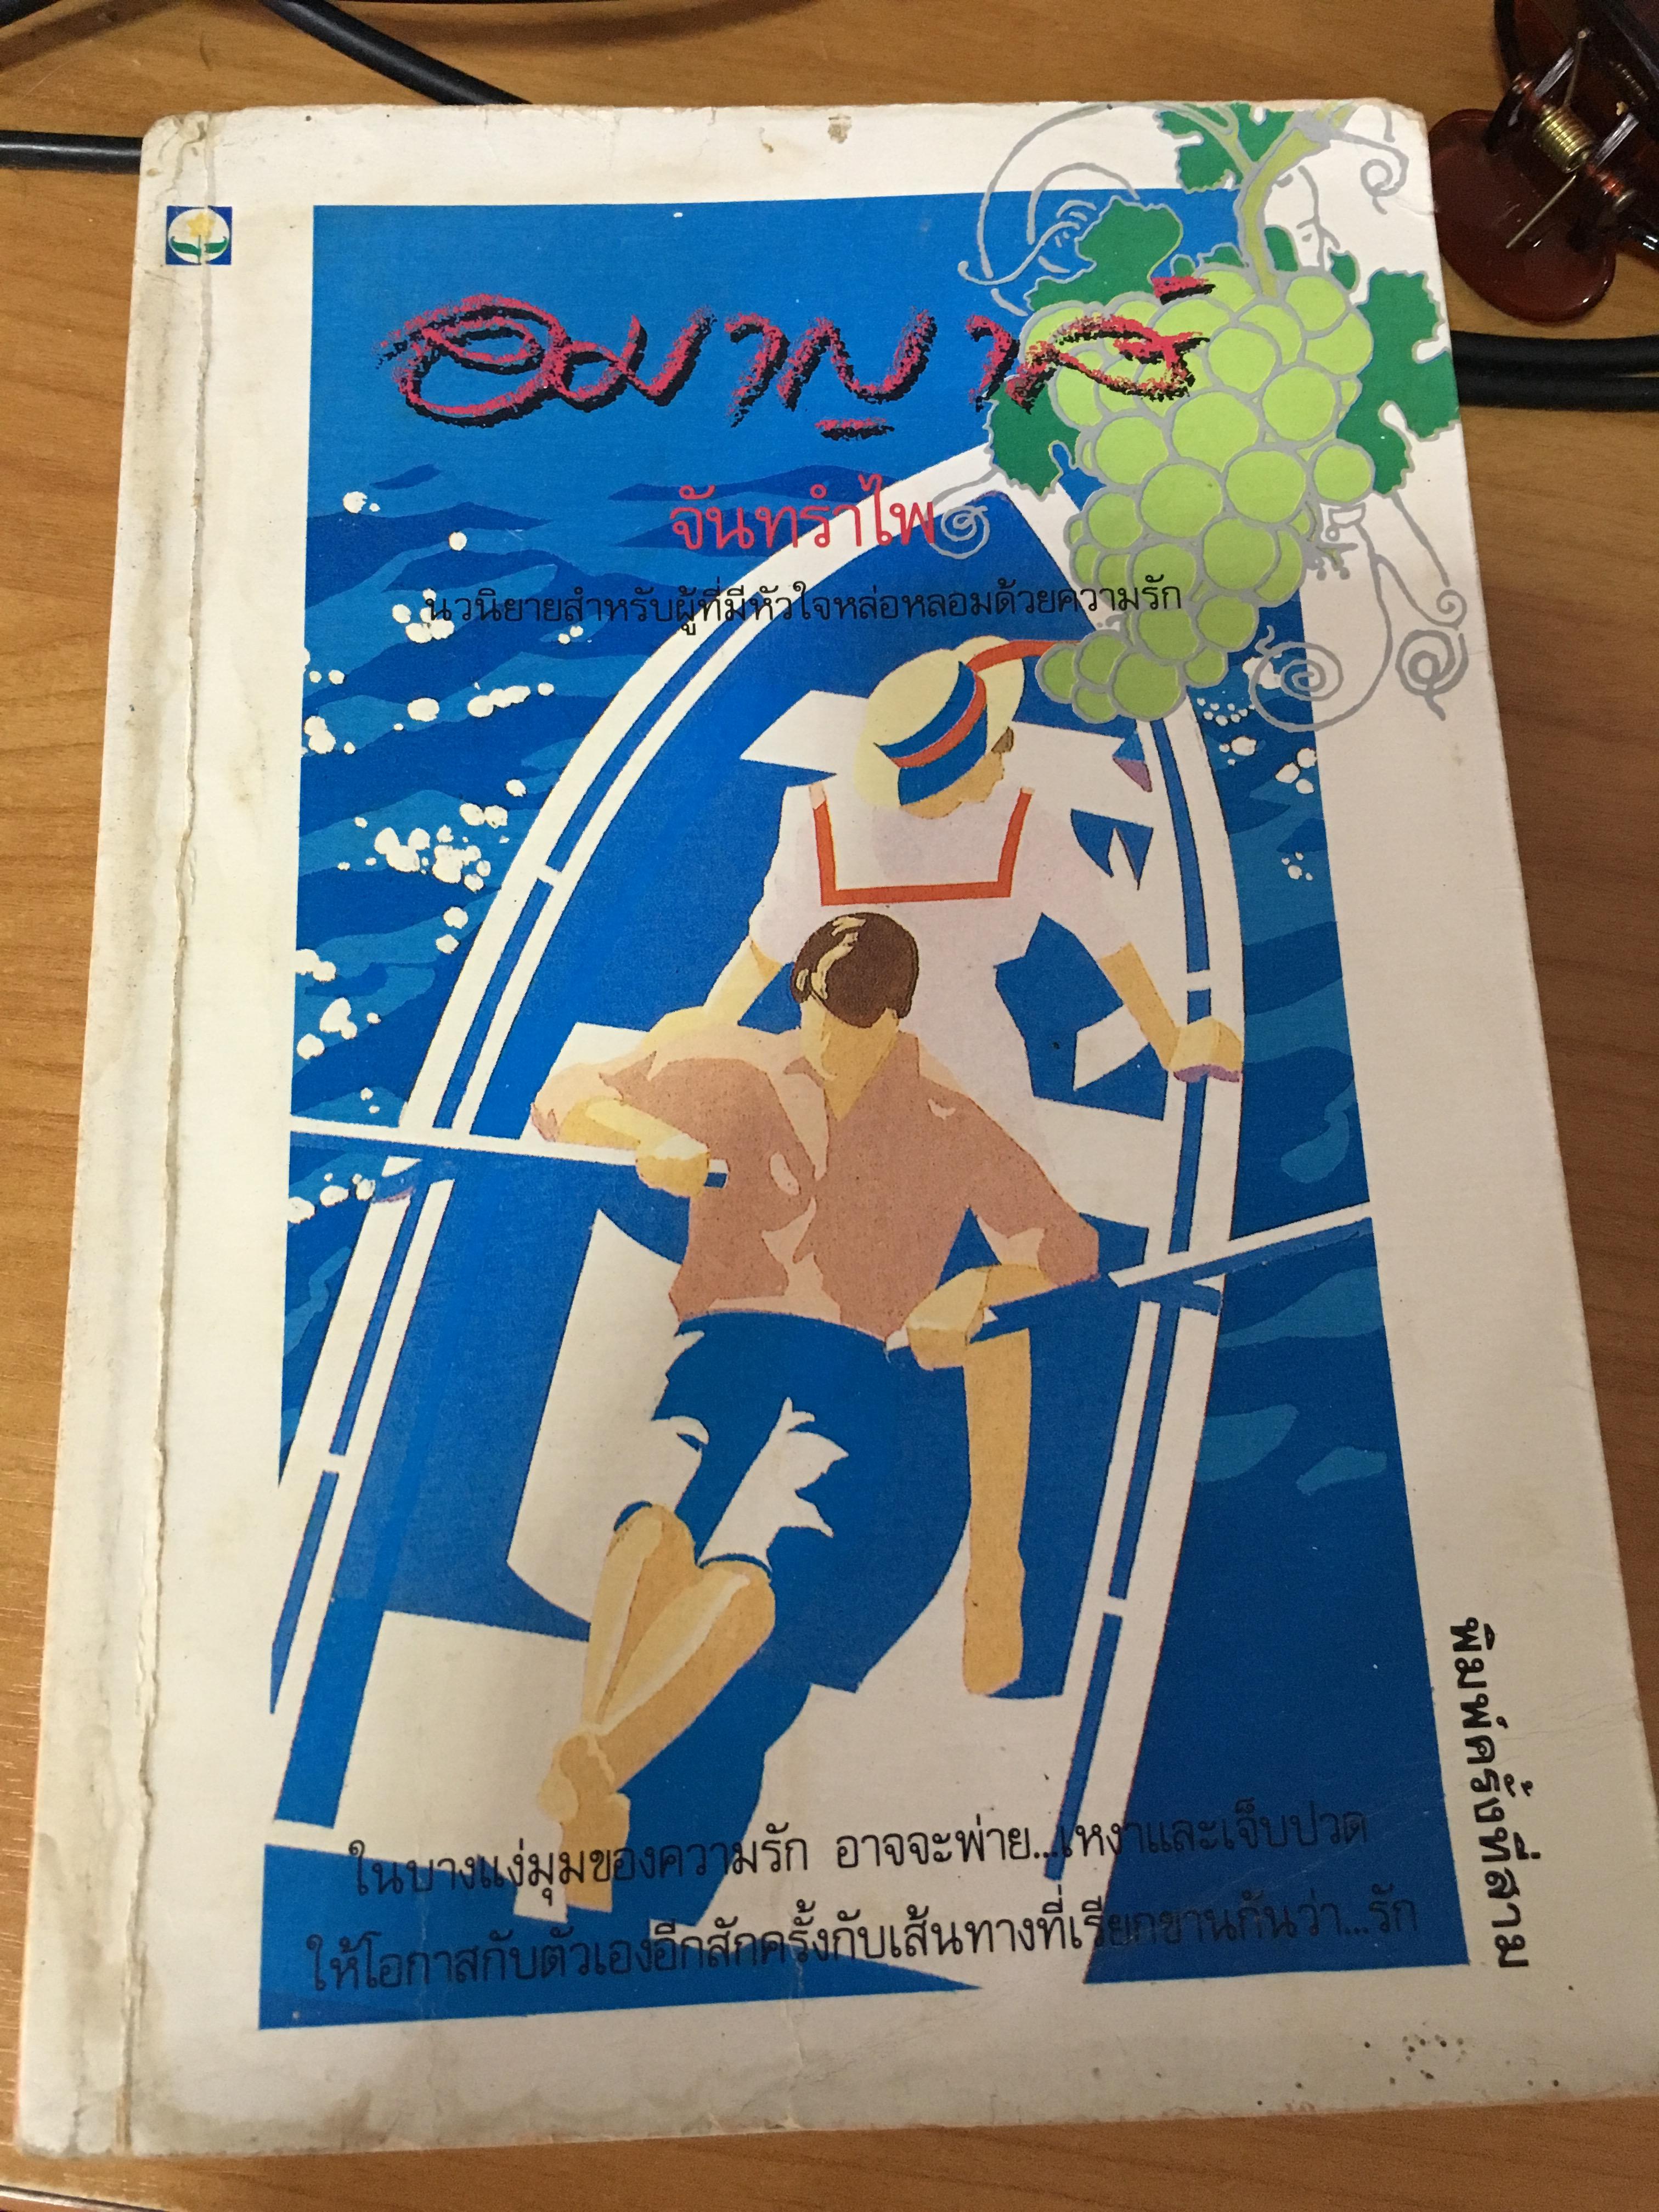 อมาญาส์
จันทรำไพ
นวนิยายสำหรับผู้ที่มีหัวใจหล่อหลอมด้วยความรัก
ในบางแง่มุมของความรัก อาจจะพ่าย...เหงาและเจ็บปวด
ให้โอกาสกับตัวเองอีกสักครั้งกับเส้นทางที่เรียกขานกันว่า...รัก
พิมพ์ครั้งที่สาม